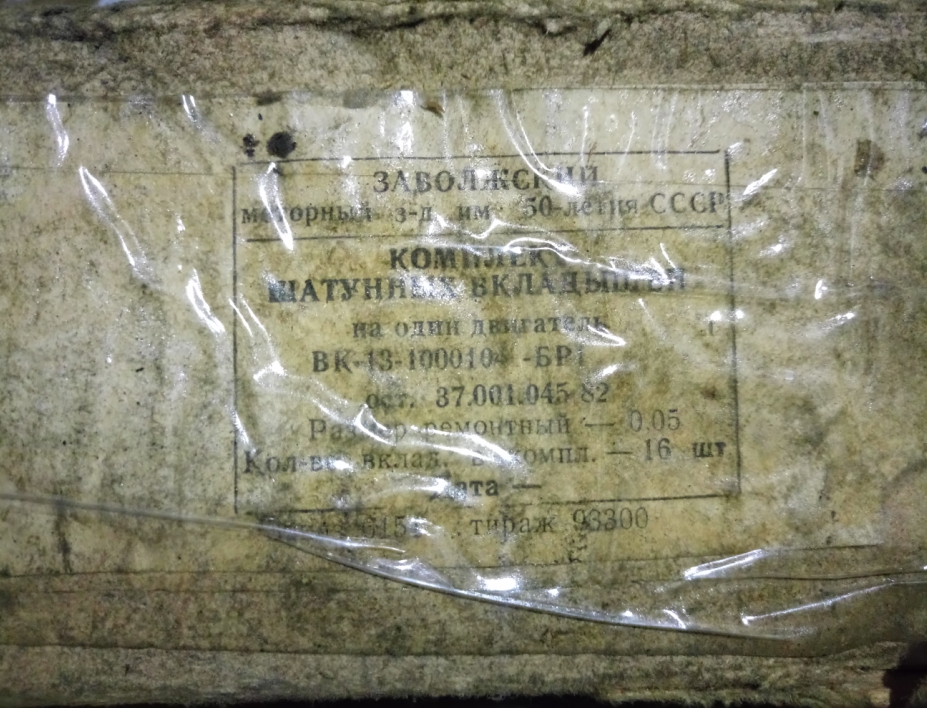 ЗАВОЛЖСКИЙ
моторный з-д им. 50-летия СССР
КОМПЛЕКТ
ШАТУННЫХ ВКЛАДЫШЕЙ
на один двигатель
ВК-13-1000104 -БР1
ост. 37.001.045-82
Размер ремонтный — 0.05
Кол-во вклад. в компл. — 16 шт
Дата —
тираж 93300